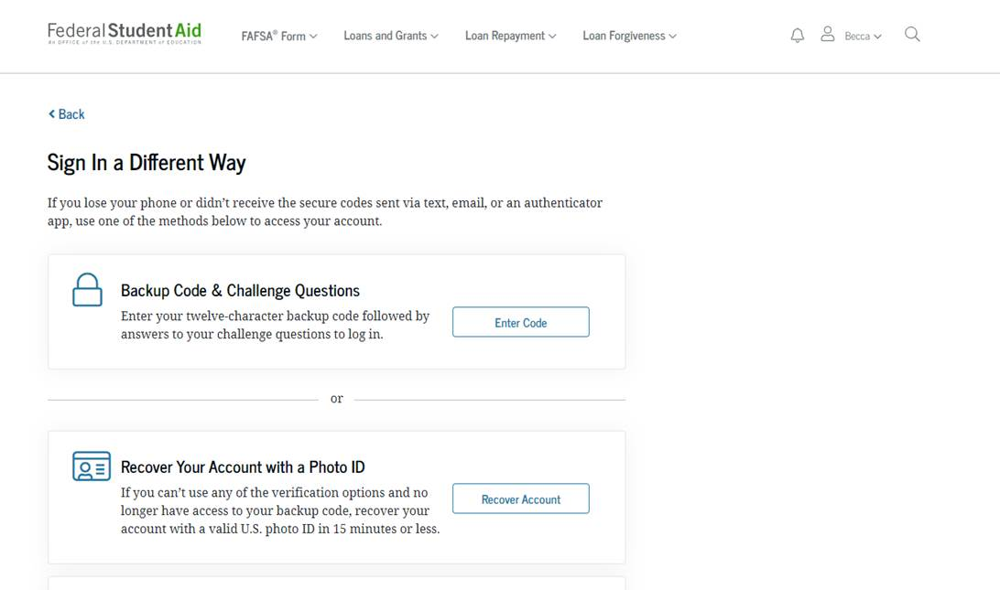 Federal Student Aid
An OFFICE of the U.S. DEPARTMENT of EDUCATION
FAFSA® Form
Loans and Grants
Loan Repayment
Loan Forgiveness
Becca
Back
Sign In a Different Way
If you lose your phone or didn’t receive the secure codes sent via text, email, or an authenticator
app, use one of the methods below to access your account.
Backup Code & Challenge Questions
Enter your twelve-character backup code followed by
answers to your challenge questions to log in.
Enter Code
or
Recover Your Account with a Photo ID
If you can’t use any of the verification options and no
longer have access to your backup code, recover your
account with a valid U.S. photo ID in 15 minutes or less.
Recover Account